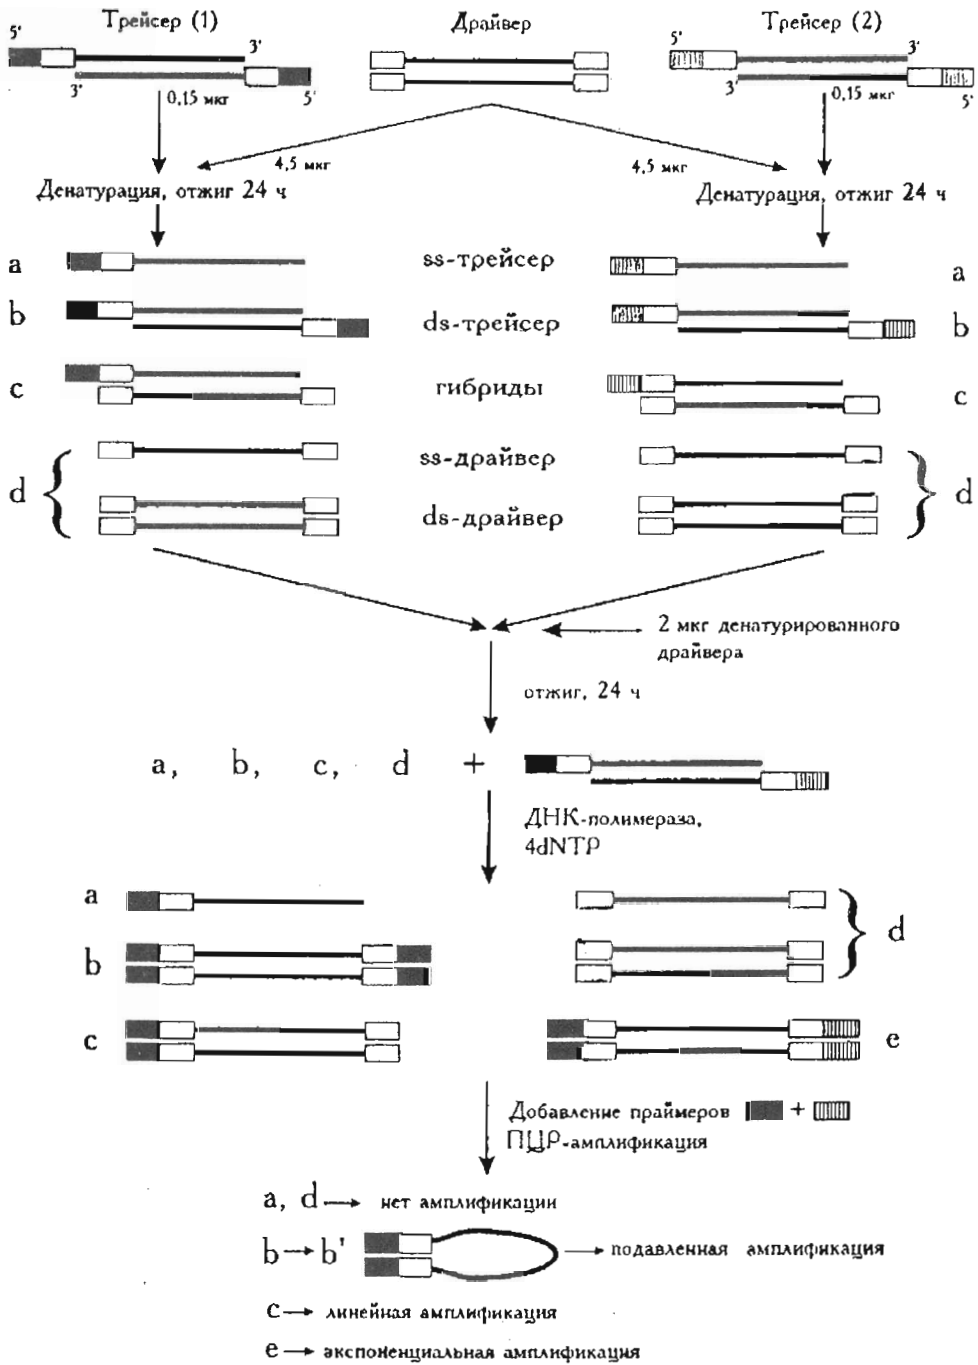 Трейсер (1)
Драйвер
Трейсер (2)
5'
3'
5'
3'
3'
0,15 мкг
5'
3'
0,15 мкг
5'
4,5 мкг
4,5 мкг
Денатурация, отжиг 24 ч
Денатурация, отжиг 24 ч
a
ss-трейсер
a
b
ds-трейсер
b
c
гибриды
c
ss-драйвер
d
d
ds-драйвер
2 мкг денатурированного
драйвера
отжиг, 24 ч
a, b, c, d +
ДНК-полимераза,
4dNTP
a
d
b
c
e
Добавление праймеров +
ПЦР-амплификация
a, d нет амплификации
b b' подавленная амплификация
c линейная амплификация
e экспоненциальная амплификация